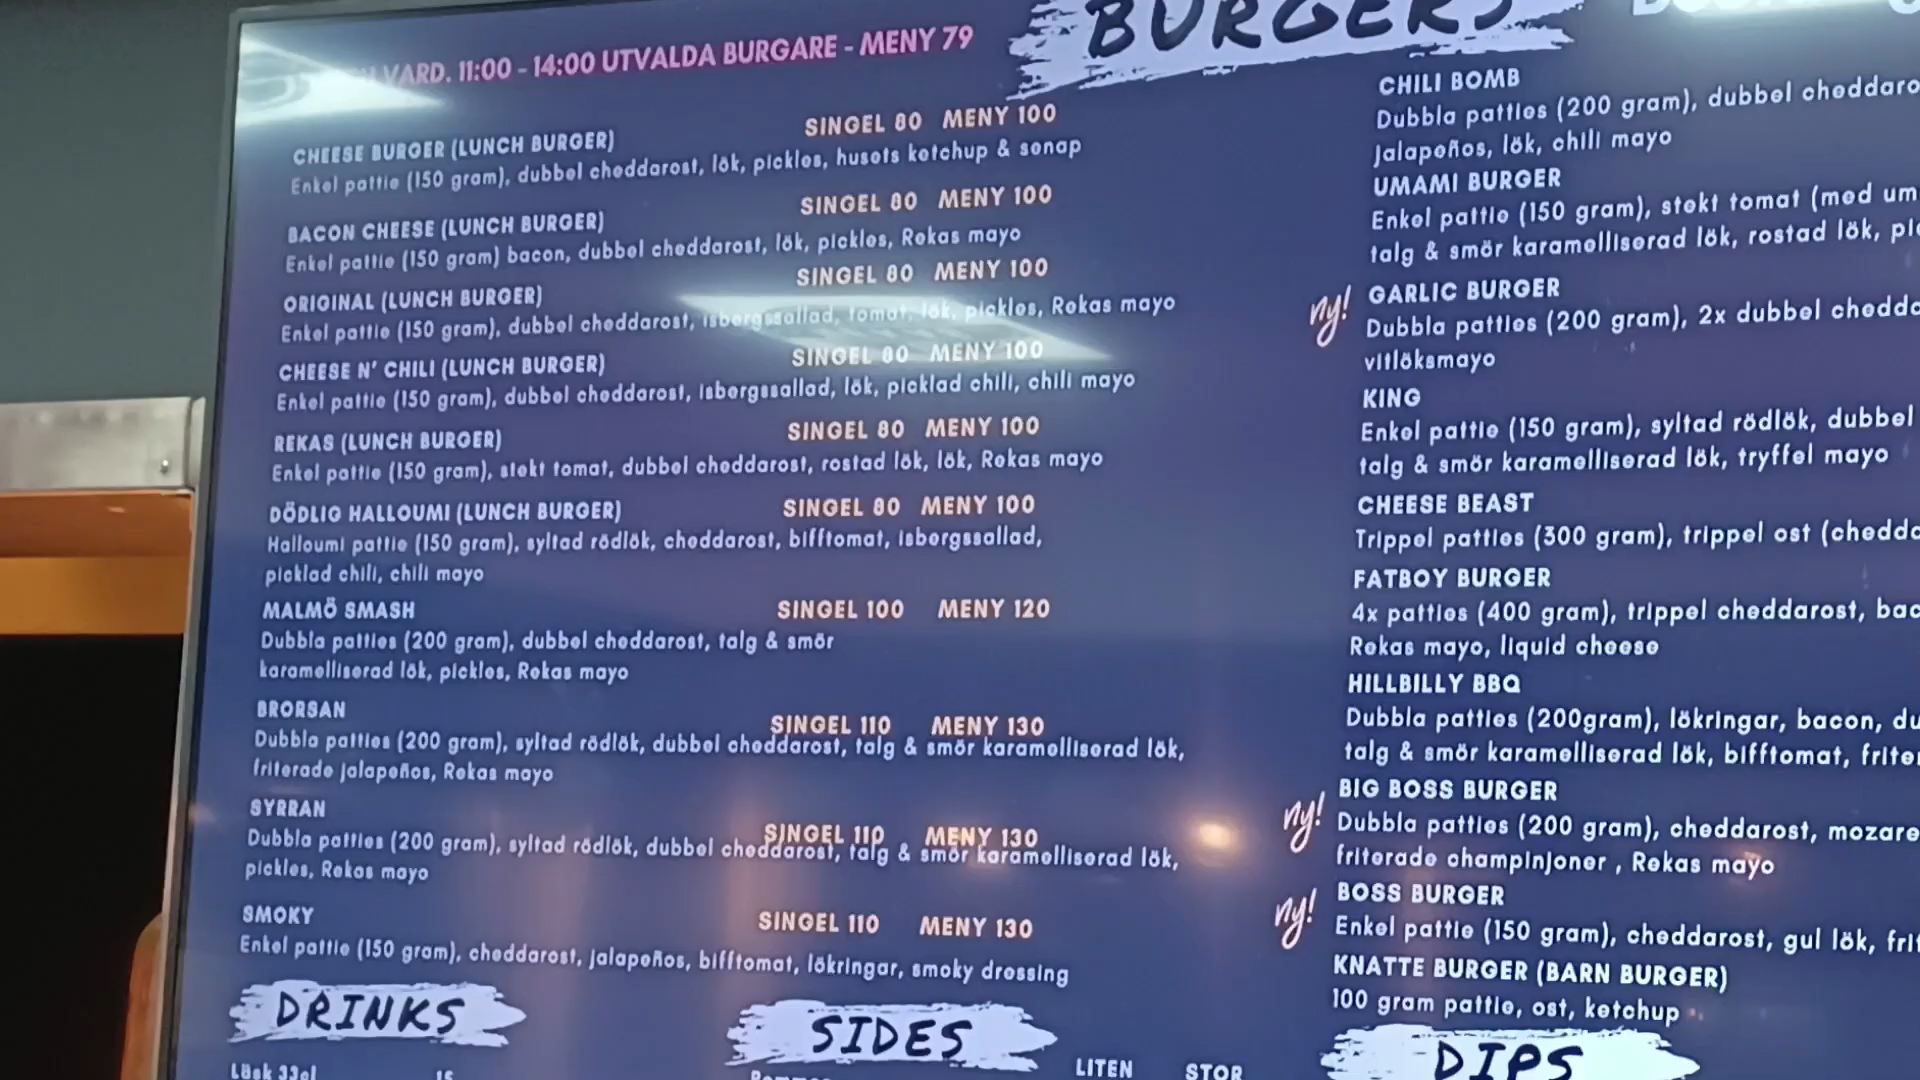 BURGERS
VARD. 11:00 - 14:00 UTVALDA BURGARE - MENY 79
CHEESE BURGER (LUNCH BURGER) SINGEL 80 MENY 100
Enkel pattie (150 gram), dubbel cheddarost, lök, pickles, husets ketchup & senap
BACON CHEESE (LUNCH BURGER) SINGEL 80 MENY 100
Enkel pattie (150 gram) bacon, dubbel cheddarost, lök, pickles, Rekas mayo
ORIGINAL (LUNCH BURGER) SINGEL 80 MENY 100
Enkel pattie (150 gram), dubbel cheddarost, isbergssallad, tomat, lök, pickles, Rekas mayo
CHEESE N' CHILI (LUNCH BURGER) SINGEL 80 MENY 100
Enkel pattie (150 gram), dubbel cheddarost, isbergssallad, lök, picklad chili, chili mayo
REKAS (LUNCH BURGER) SINGEL 80 MENY 100
Enkel pattie (150 gram), stekt tomat, dubbel cheddarost, rostad lök, lök, Rekas mayo
DÖDLIG HALLOUMI (LUNCH BURGER) SINGEL 80 MENY 100
Halloumi pattie (150 gram), syltad rödlök, cheddarost, bifftomat, isbergssallad,
picklad chili, chili mayo
MALMÖ SMASH SINGEL 100 MENY 120
Dubbla patties (200 gram), dubbel cheddarost, talg & smör
karamelliserad lök, pickles, Rekas mayo
BRORSAN SINGEL 110 MENY 130
Dubbla patties (200 gram), syltad rödlök, dubbel cheddarost, talg & smör karamelliserad lök,
friterade jalapeños, Rekas mayo
SYRRAN SINGEL 110 MENY 130
Dubbla patties (200 gram), syltad rödlök, dubbel cheddarost, talg & smör karamelliserad lök,
pickles, Rekas mayo
SMOKY SINGEL 110 MENY 130
Enkel pattie (150 gram), cheddarost, jalapeños, bifftomat, lökringar, smoky dressing
CHILI BOMB
Dubbla patties (200 gram), dubbel cheddaro
Jalapeños, lök, chili mayo
UMAMI BURGER
Enkel pattie (150 gram), stekt tomat (med um
talg & smör karamelliserad lök, rostad lök, pi
ny! GARLIC BURGER
Dubbla patties (200 gram), 2x dubbel chedda
vitlöksmayo
KING
Enkel pattie (150 gram), syltad rödlök, dubbel
talg & smör karamelliserad lök, tryffel mayo
CHEESE BEAST
Trippel patties (300 gram), trippel ost (chedda
FATBOY BURGER
4x patties (400 gram), trippel cheddarost, bac
Rekas mayo, liquid cheese
HILLBILLY BBQ
Dubbla patties (200gram), lökringar, bacon, du
talg & smör karamelliserad lök, bifftomat, frite
ny! BIG BOSS BURGER
Dubbla patties (200 gram), cheddarost, mozare
friterade champinjoner , Rekas mayo
ny! BOSS BURGER
Enkel pattie (150 gram), cheddarost, gul lök, frit
KNATTE BURGER (BARN BURGER)
100 gram pattie, ost, ketchup
DRINKS
Läsk 33cl 15
SIDES
LITEN STOR
DIPS